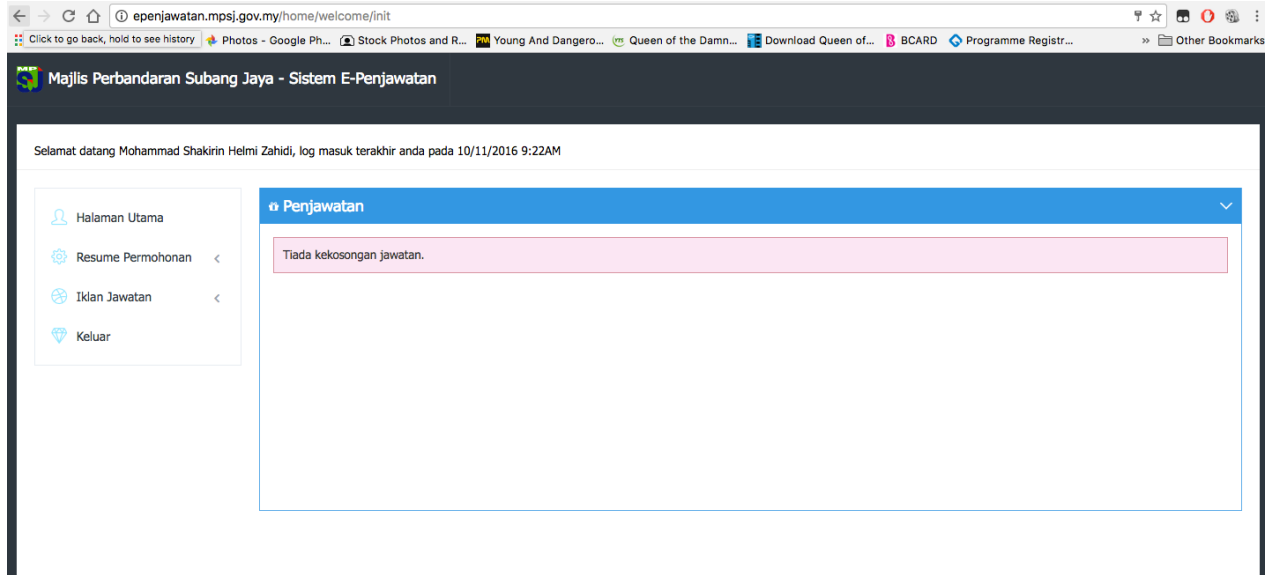 epenjawatan.mpsj.gov.my/home/welcome/init
Click to go back, hold to see history
Photos - Google Ph...
Stock Photos and R...
PM Young And Dangero...
Queen of the Damn...
Download Queen of...
BCARD
Programme Registr...
»
Other Bookmarks
MPSJ
Majlis Perbandaran Subang Jaya - Sistem E-Penjawatan
Selamat datang Mohammad Shakirin Helmi Zahidi, log masuk terakhir anda pada 10/11/2016 9:22AM
Halaman Utama
Resume Permohonan
Iklan Jawatan
Keluar
Penjawatan
Tiada kekosongan jawatan.